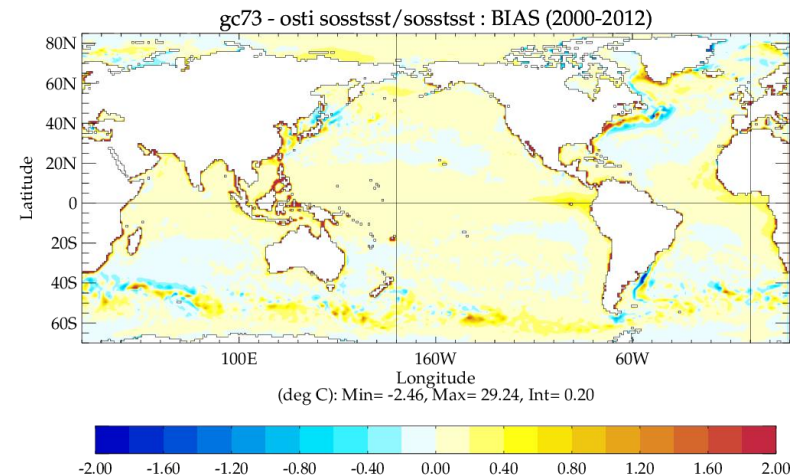 gc73 - osti sosstsst/sosstsst : BIAS (2000-2012)
80N
60N
40N
20N
0
20S
40S
60S
Latitude
100E 160W 60W
Longitude
(deg C): Min= -2.46, Max= 29.24, Int= 0.20
-2.00 -1.60 -1.20 -0.80 -0.40 0.00 0.40 0.80 1.20 1.60 2.00